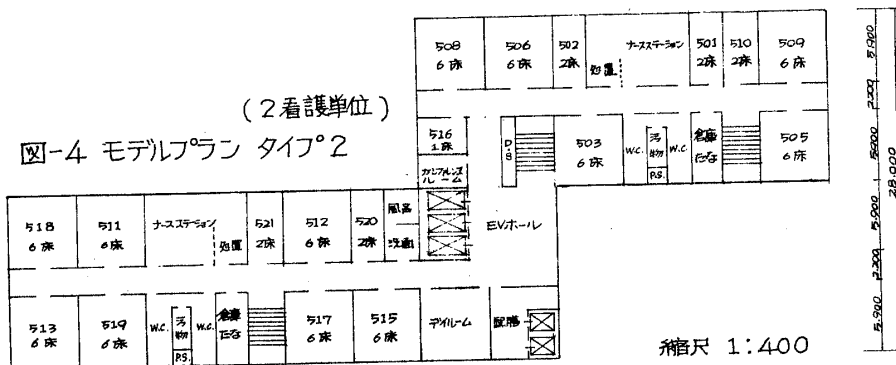 508
6床
506
6床
502
2床
処置
ナースステーション
501
2床
510
2床
509
6床
(2看護単位)
図-4 モデルプラン タイプ2
516
1床
カンファレンスルーム
D.S
503
6床
W.C.
汚物
P.S.
W.C.
倉庫
たな
505
6床
518
6床
511
6床
ナースステーション
処置
521
2床
512
6床
520
2床
風呂
洗面
EVホール
513
6床
519
6床
W.C.
汚物
P.S.
W.C.
倉庫
たな
517
6床
515
6床
デイルーム
配膳
縮尺 1:400
5.900
2.200
5.900
5.900
2.200
5.900
28.000